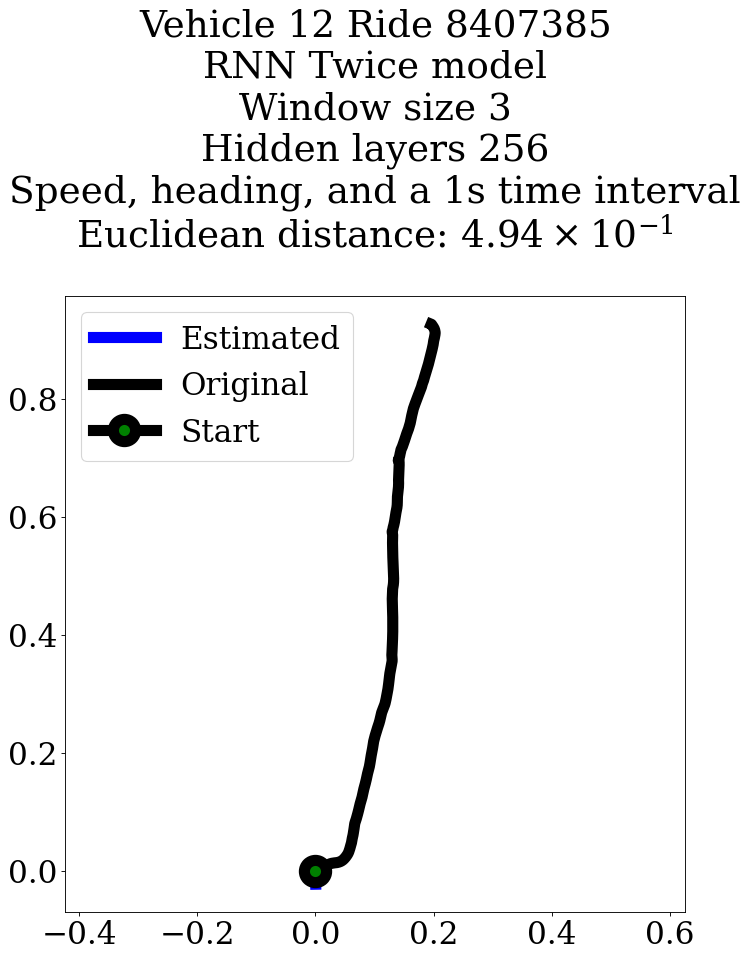 Vehicle 12 Ride 8407385
RNN Twice model
Window size 3
Hidden layers 256
Speed, heading, and a 1s time interval
Euclidean distance: 4.94 × 10⁻¹
Estimated
Original
Start
0.8
0.6
0.4
0.2
0.0
−0.4 −0.2 0.0 0.2 0.4 0.6